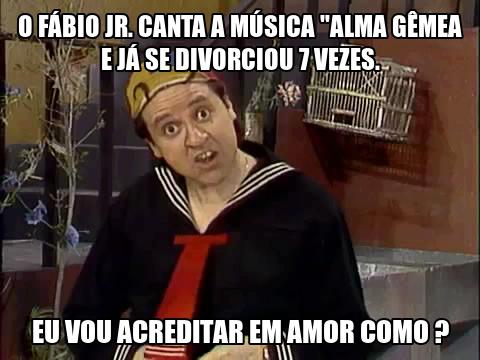 O FÁBIO JR. CANTA A MÚSICA "ALMA GÊMEA
E JÁ SE DIVORCIOU 7 VEZES.
EU VOU ACREDITAR EM AMOR COMO ?